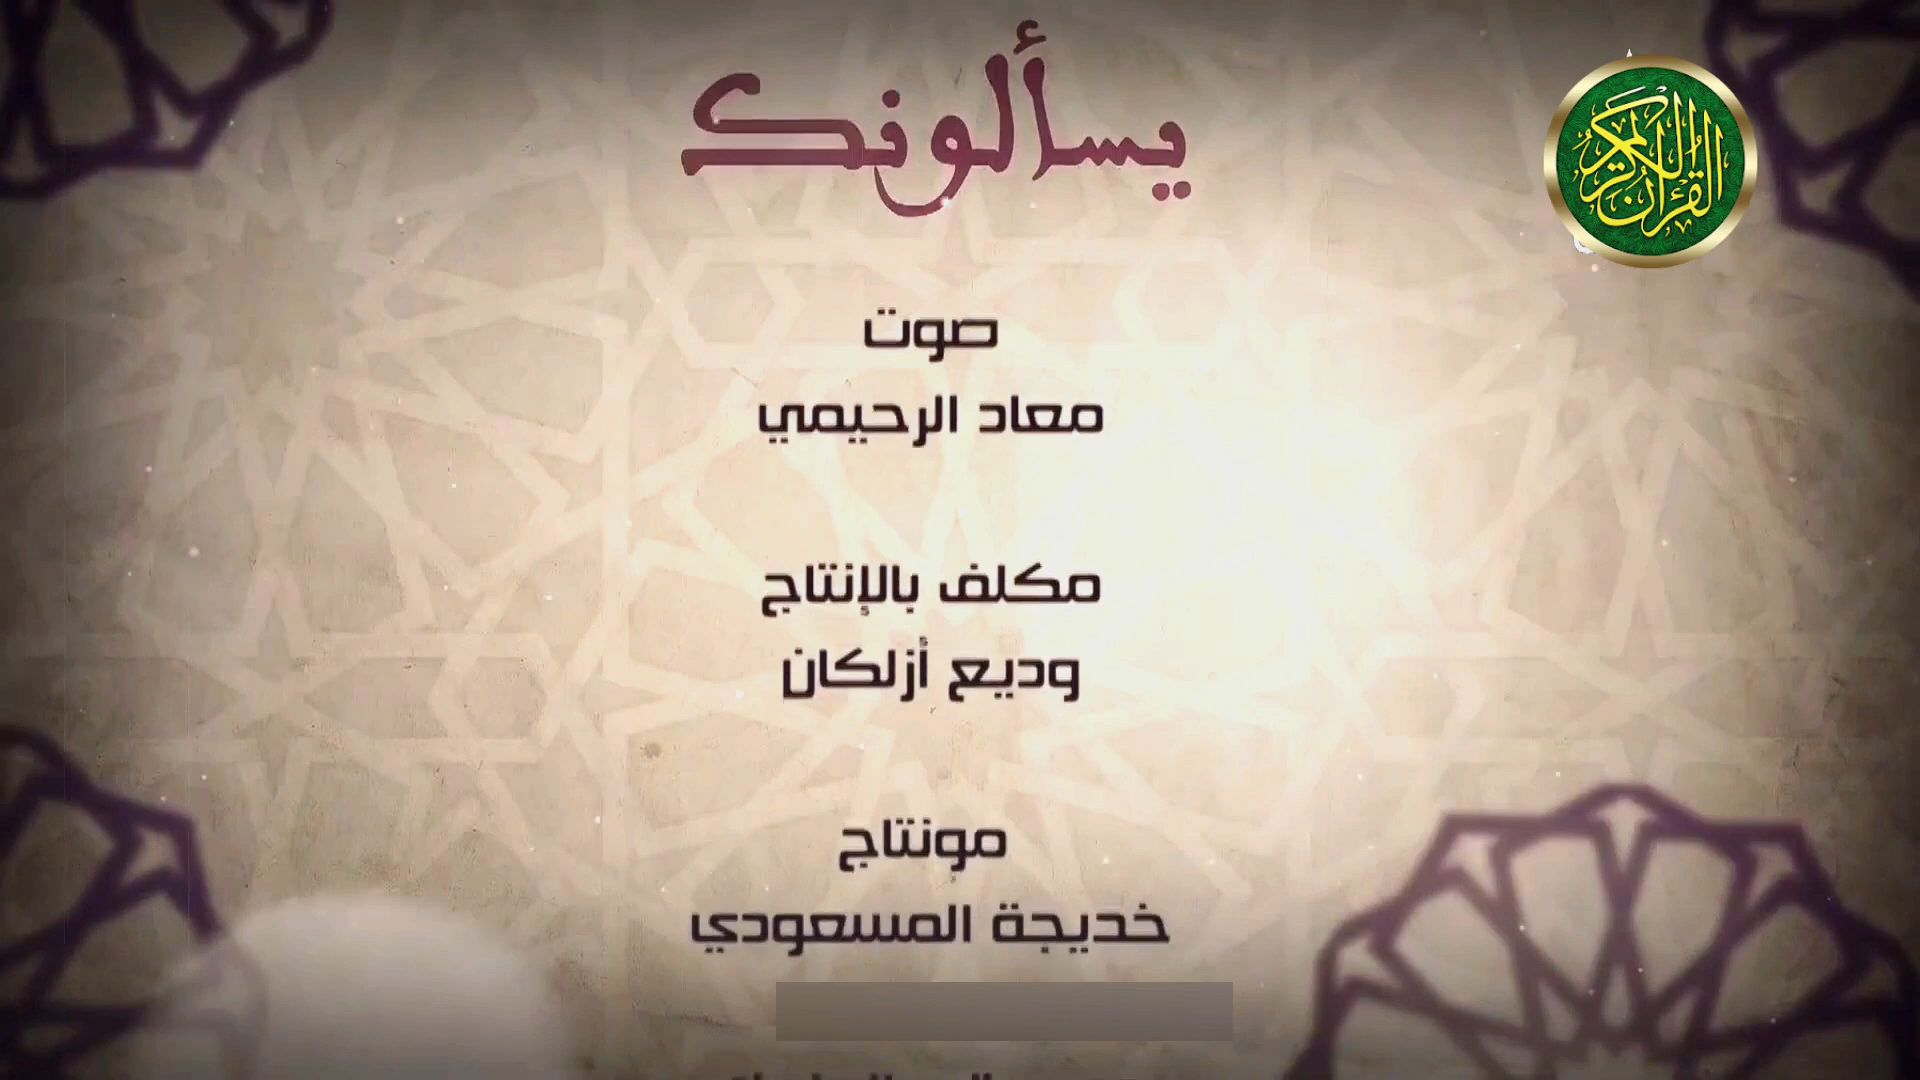 يسألونك
القرآن الكريم
صوت
معاد الرحيمي
مكلف بالإنتاج
وديع أزلكان
مونتاج
خديجة المسعودي